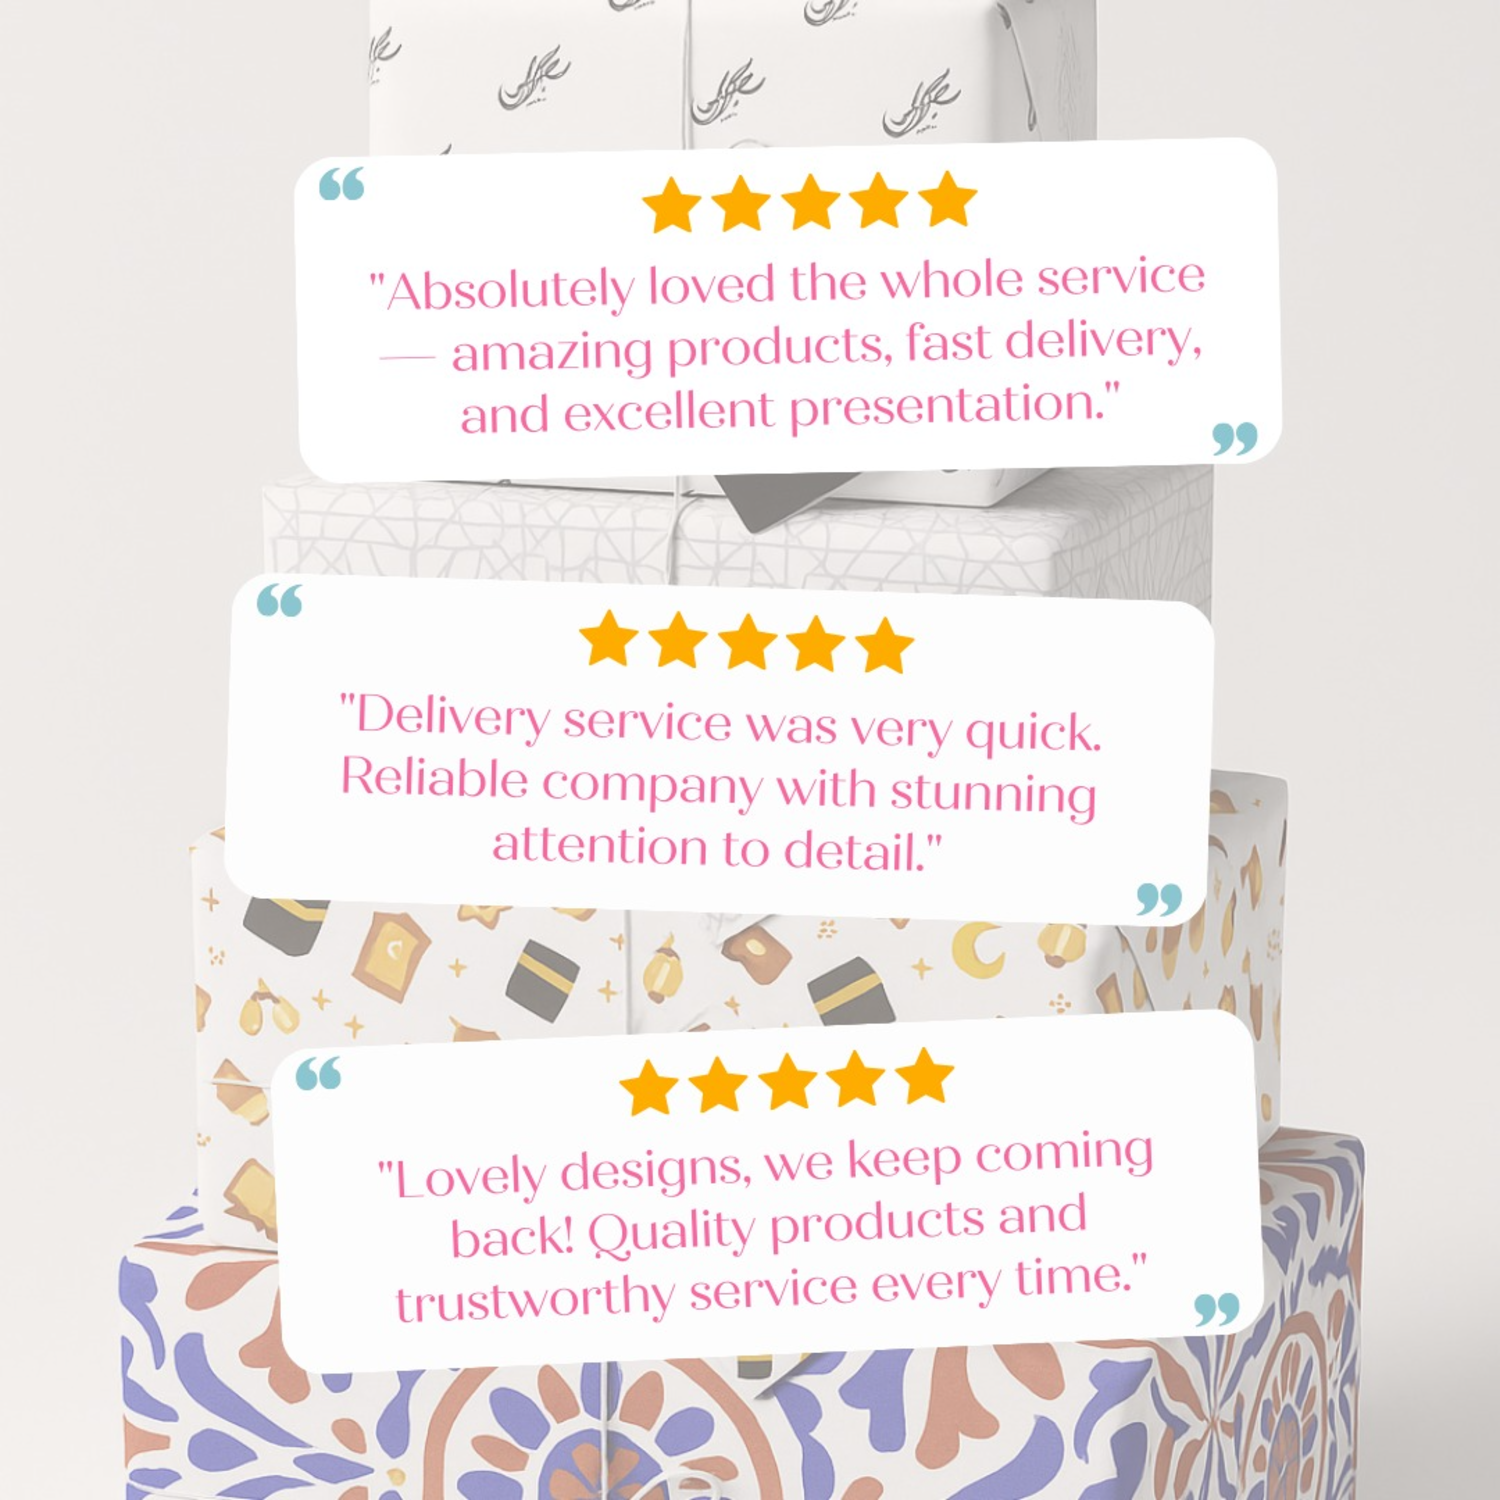 "Absolutely loved the whole service
— amazing products, fast delivery,
and excellent presentation."
"Delivery service was very quick.
Reliable company with stunning
attention to detail."
"Lovely designs, we keep coming
back! Quality products and
trustworthy service every time."